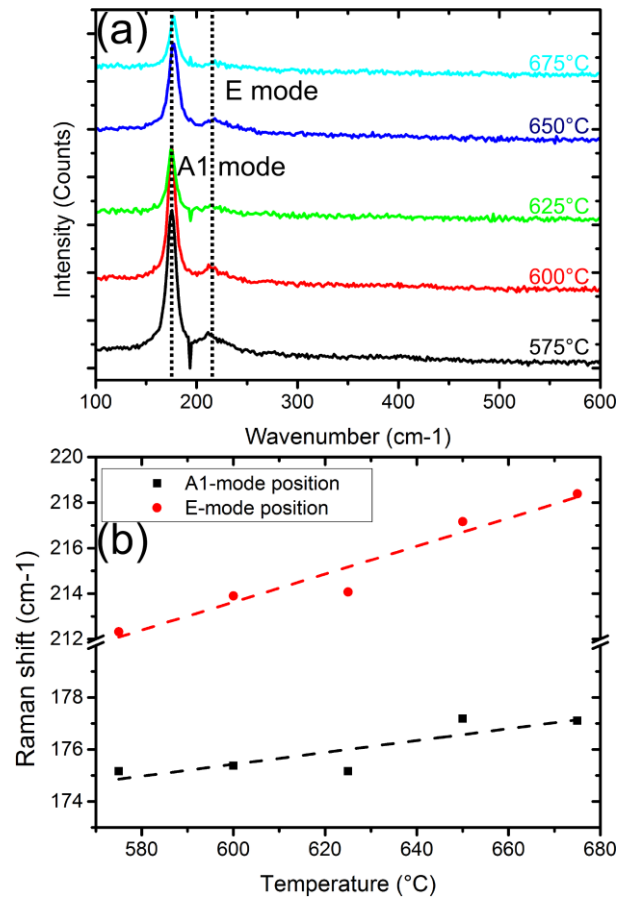 (a)
675°C
E mode
650°C
A1 mode
625°C
600°C
575°C
Intensity (Counts)
100 200 300 400 500 600
Wavenumber (cm-1)
220
A1-mode position
E-mode position
(b)
218
216
214
212
178
176
174
Raman shift (cm-1)
580 600 620 640 660 680
Temperature (°C)